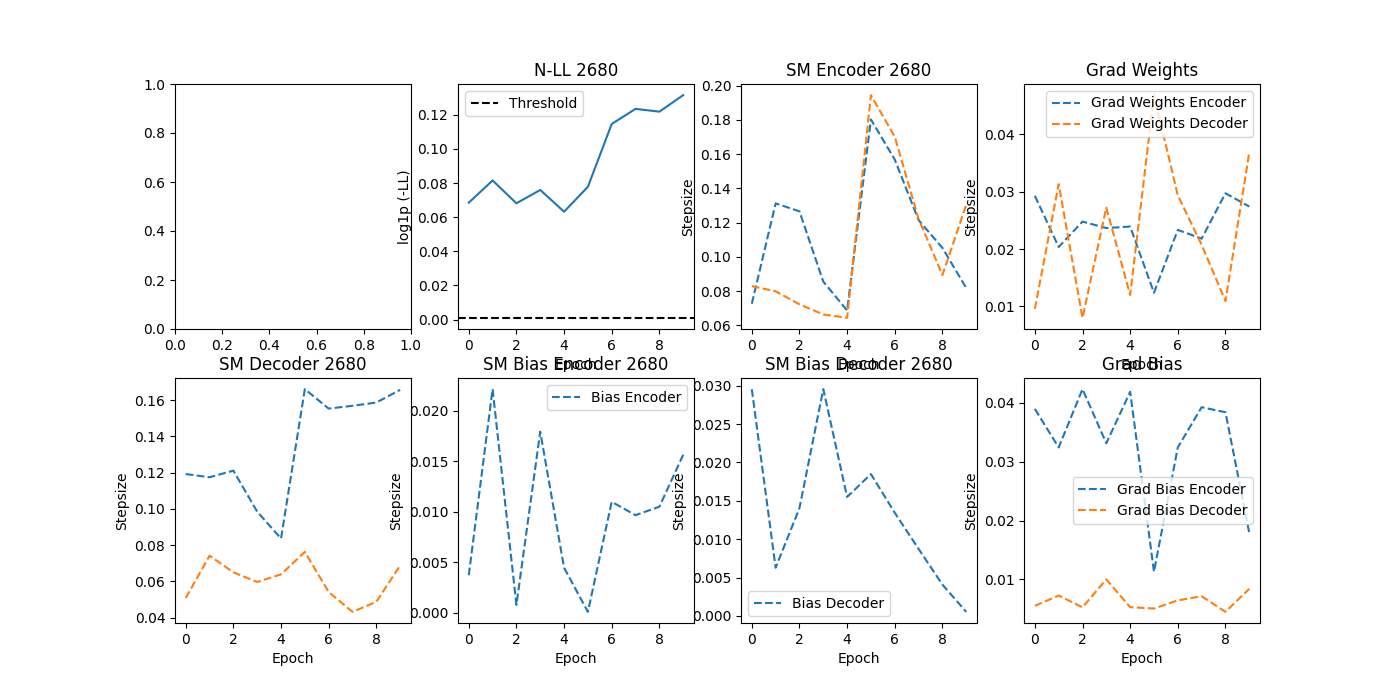 1.0
0.8
0.6
0.4
0.2
0.0
0.0 0.2 0.4 0.6 0.8 1.0
N-LL 2680
Threshold
log1p (-LL)
0.12
0.10
0.08
0.06
0.04
0.02
0.00
0 2 4 6 8
Epoch
SM Encoder 2680
Stepsize
0.20
0.18
0.16
0.14
0.12
0.10
0.08
0.06
0 2 4 6 8
Epoch
Grad Weights
Grad Weights Encoder
Grad Weights Decoder
Stepsize
0.04
0.03
0.02
0.01
0 2 4 6 8
Epoch
SM Decoder 2680
Stepsize
0.16
0.14
0.12
0.10
0.08
0.06
0.04
0 2 4 6 8
Epoch
SM Bias Encoder 2680
Bias Encoder
Stepsize
0.020
0.015
0.010
0.005
0.000
0 2 4 6 8
Epoch
SM Bias Decoder 2680
Bias Decoder
Stepsize
0.030
0.025
0.020
0.015
0.010
0.005
0.000
0 2 4 6 8
Epoch
Grad Bias
Grad Bias Encoder
Grad Bias Decoder
Stepsize
0.04
0.03
0.02
0.01
0 2 4 6 8
Epoch